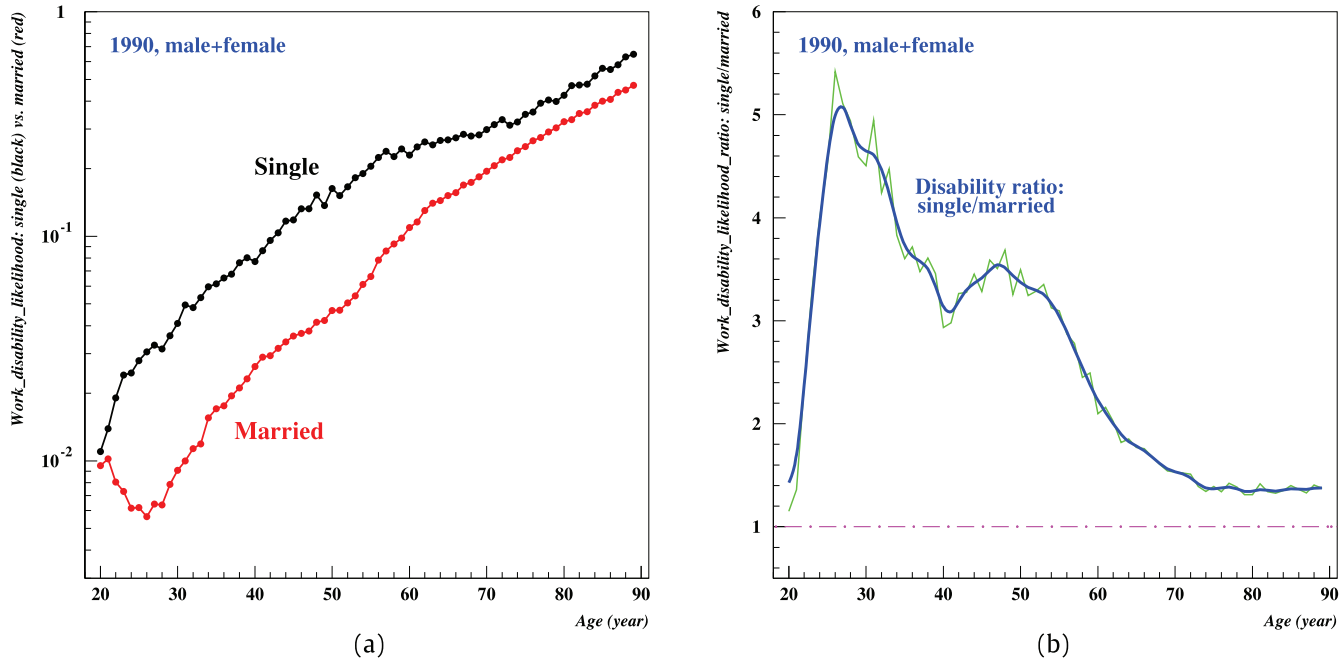 Work_disability_likelihood: single (black) vs. married (red)
1
10-1
10-2
1990, male+female
Single
Married
20 30 40 50 60 70 80 90
Age (year)
(a)
Work_disability_likelihood_ratio: single/married
6
5
4
3
2
1
1990, male+female
Disability ratio:
single/married
20 30 40 50 60 70 80 90
Age (year)
(b)